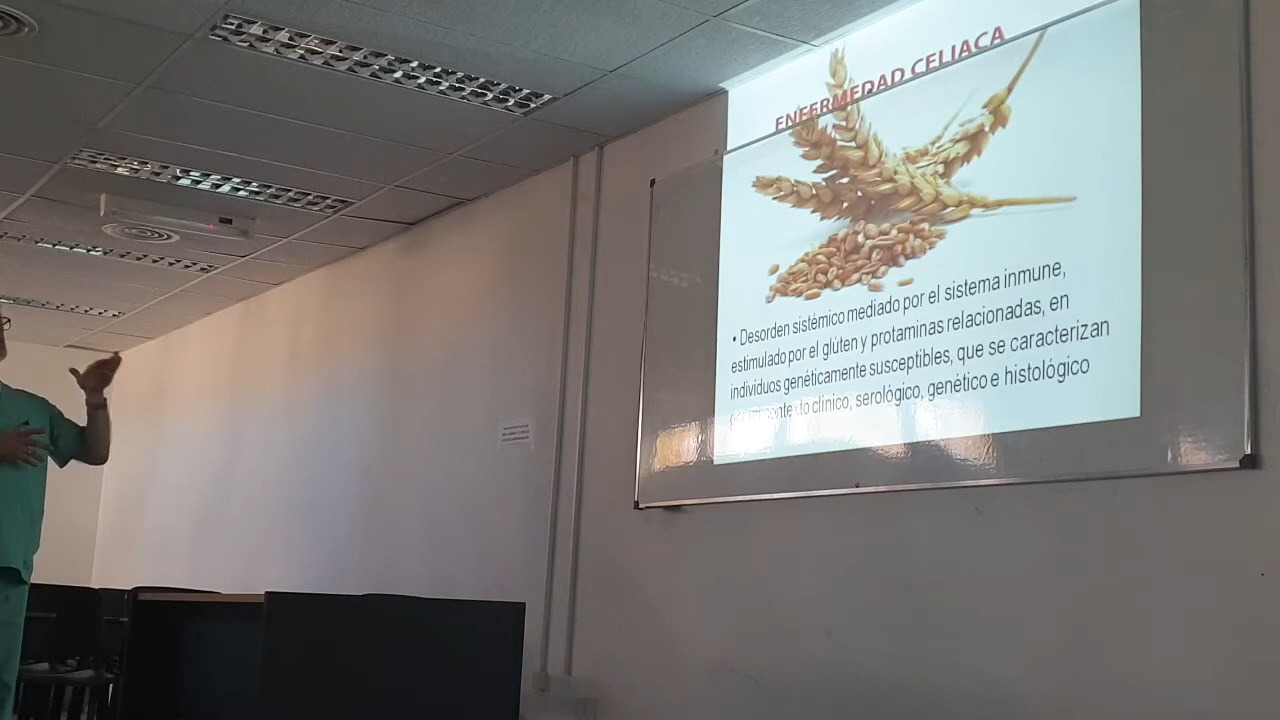 ENFERMEDAD CELIACA
• Desorden sistémico mediado por el sistema inmune,
estimulado por el glúten y protaminas relacionadas, en
individuos genéticamente susceptibles, que se caracterizan
clínico, serológico, genético e histológico